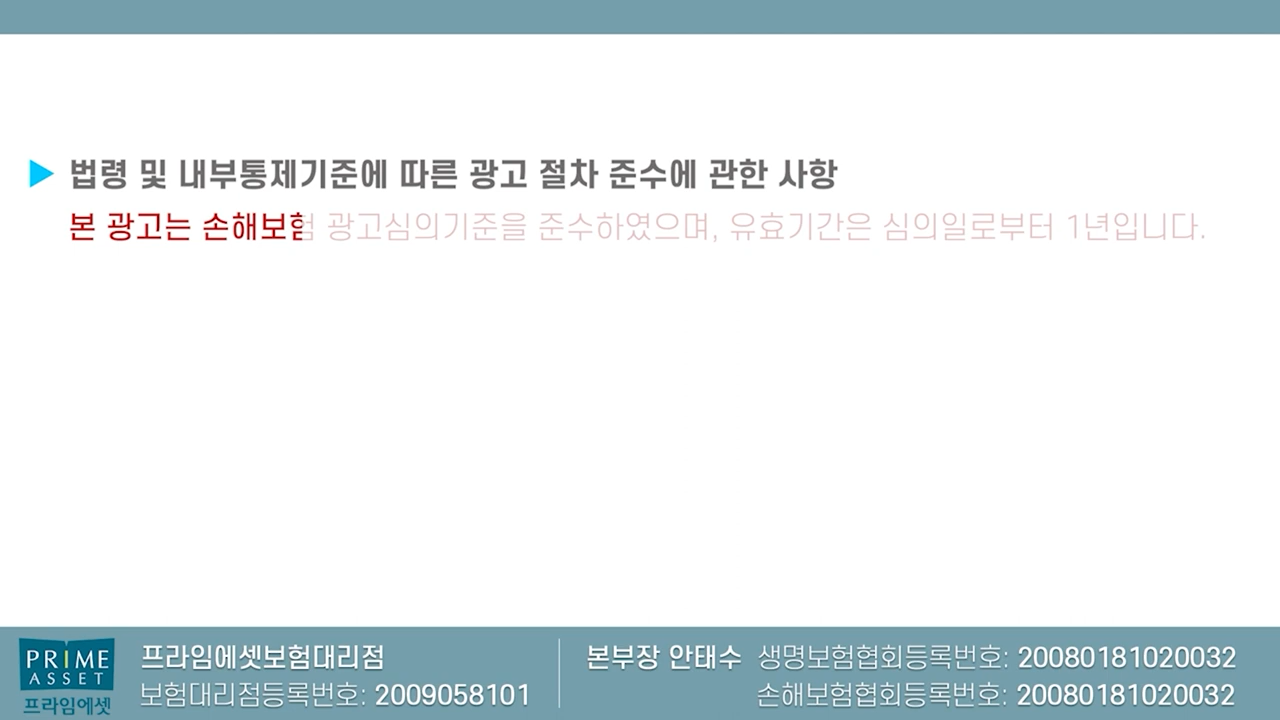 ▶ 법령 및 내부통제기준에 따른 광고 절차 준수에 관한 사항
본 광고는 손해보험 광고심의기준을 준수하였으며, 유효기간은 심의일로부터 1년입니다.
PRIME
ASSET
프라임에셋
프라임에셋보험대리점
보험대리점등록번호: 2009058101
본부장 안태수 생명보험협회등록번호: 20080181020032
손해보험협회등록번호: 20080181020032